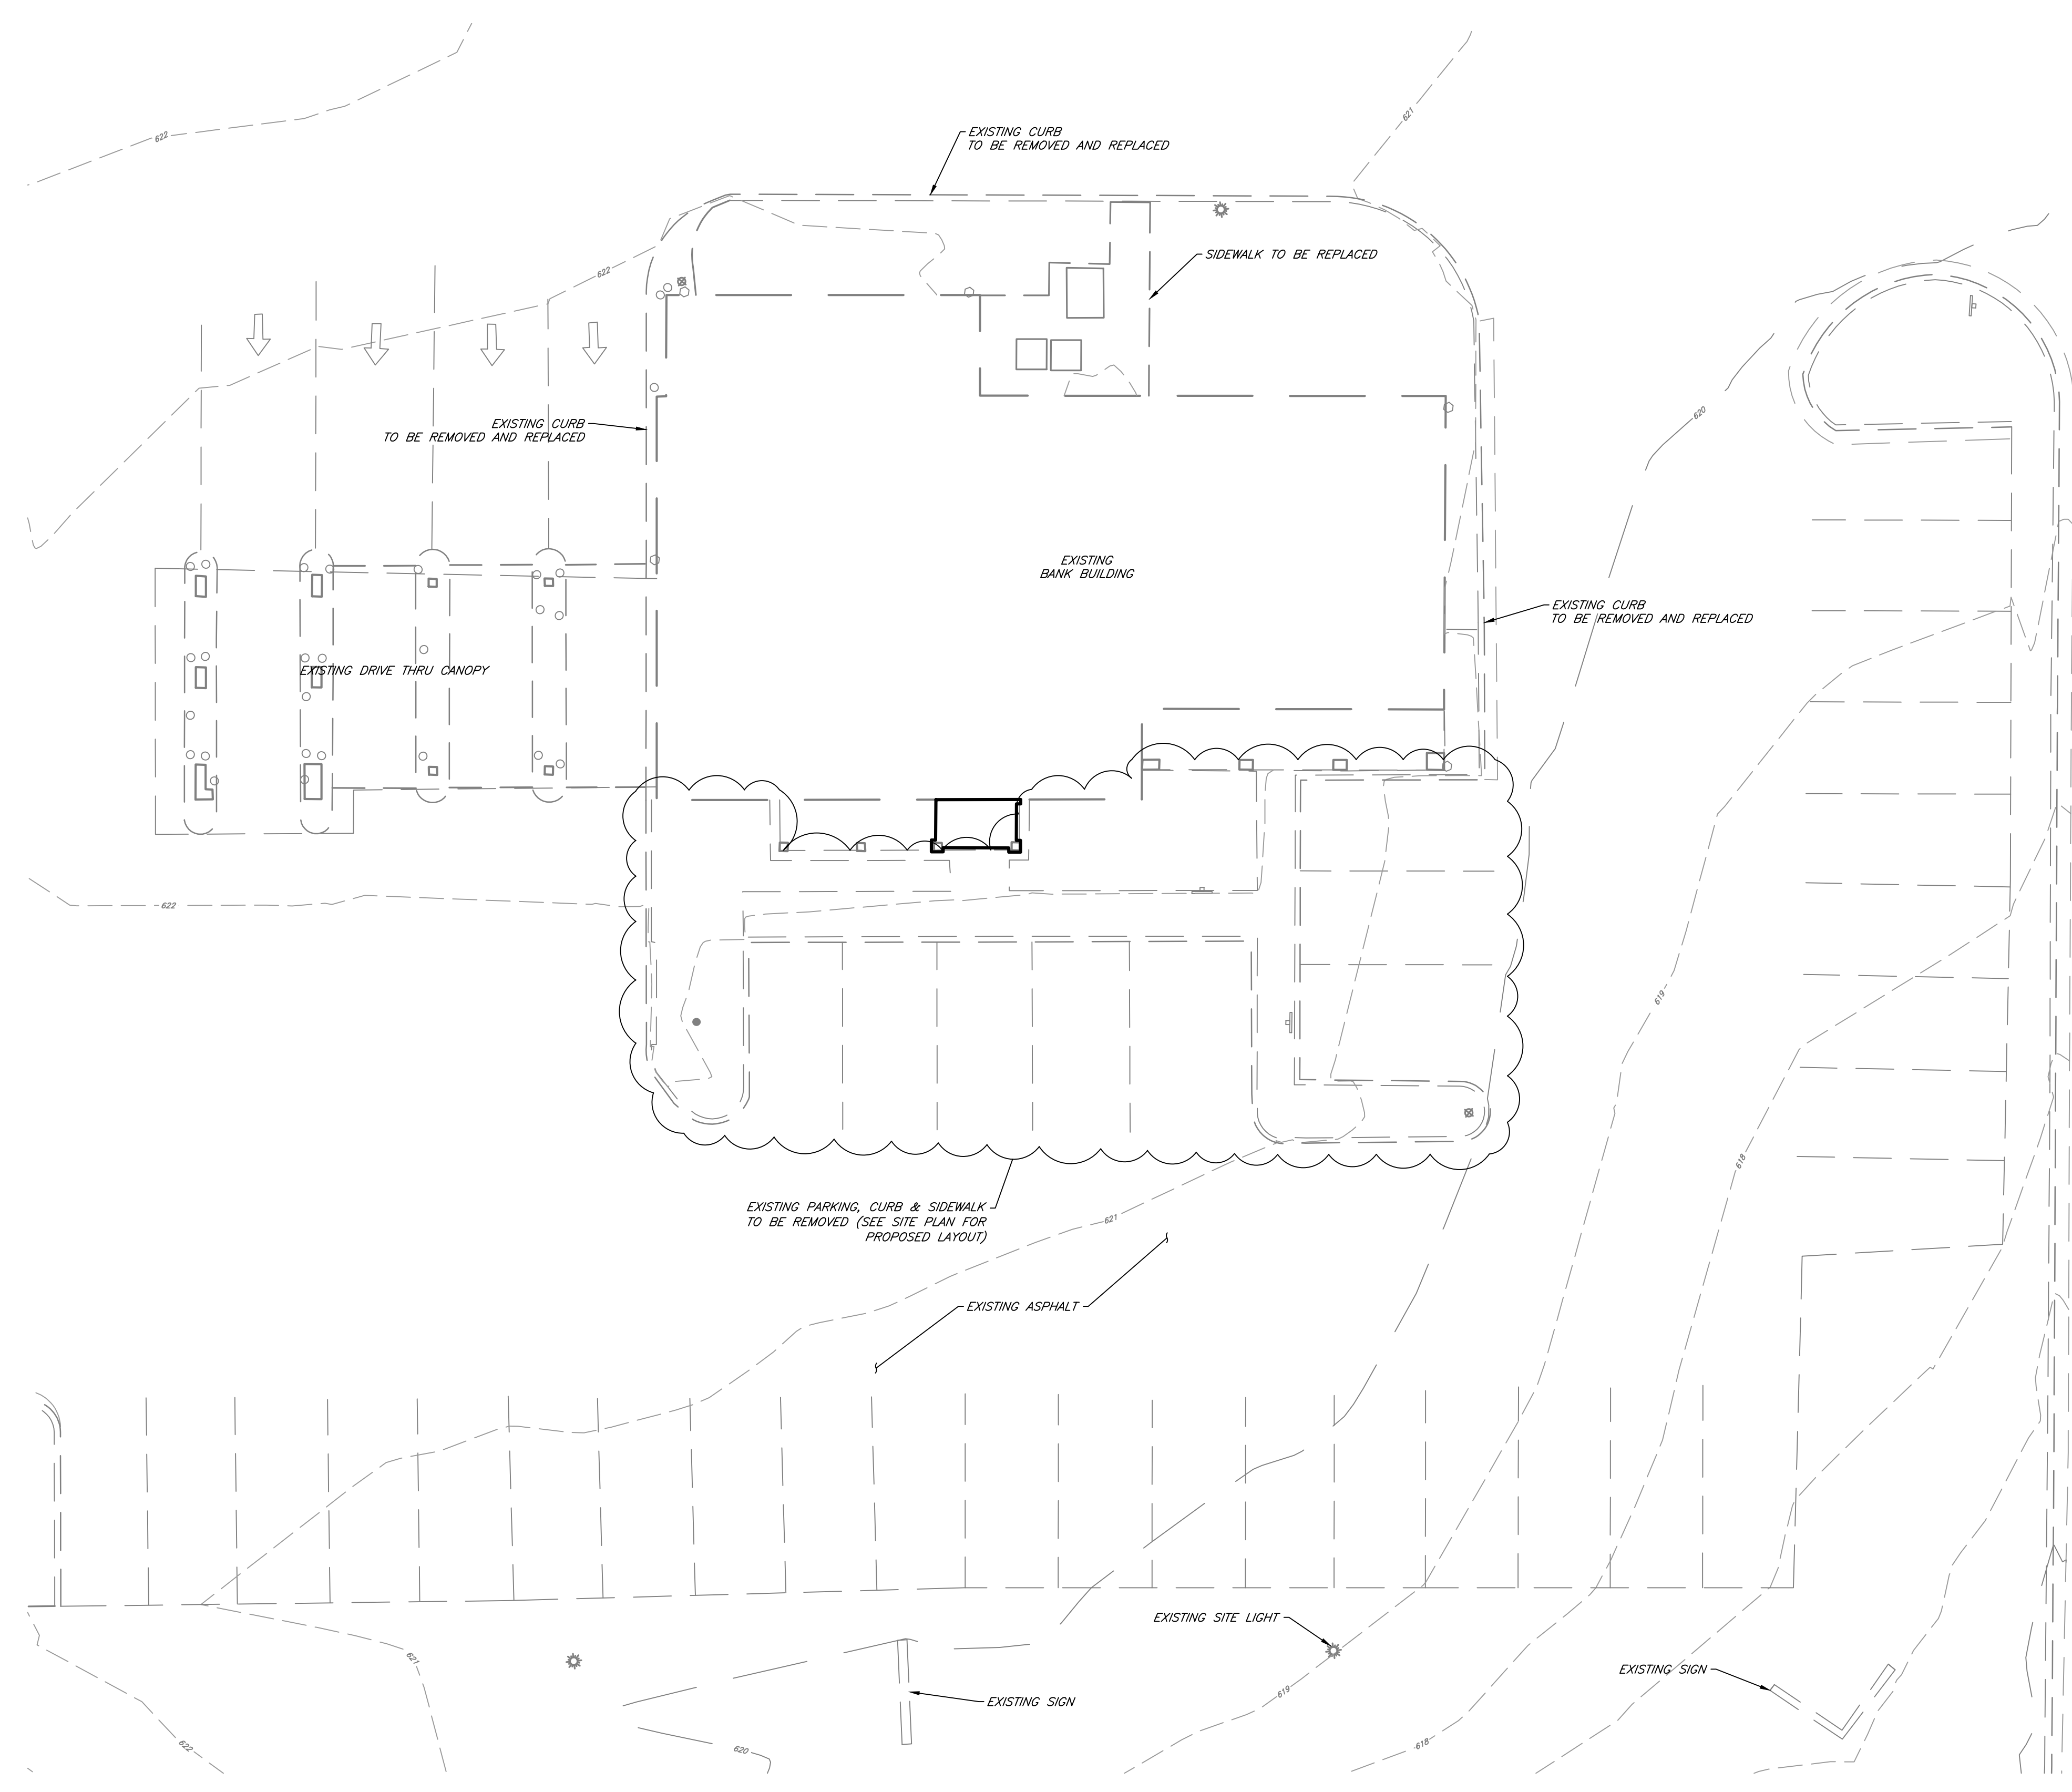 622
621
EXISTING CURB
TO BE REMOVED AND REPLACED
SIDEWALK TO BE REPLACED
622
620
EXISTING CURB
TO BE REMOVED AND REPLACED
EXISTING
BANK BUILDING
EXISTING CURB
TO BE REMOVED AND REPLACED
EXISTING DRIVE THRU CANOPY
622
619
618
EXISTING PARKING, CURB & SIDEWALK
TO BE REMOVED (SEE SITE PLAN FOR
PROPOSED LAYOUT)
621
EXISTING ASPHALT
EXISTING SITE LIGHT
621
EXISTING SIGN
619
EXISTING SIGN
622
620
618